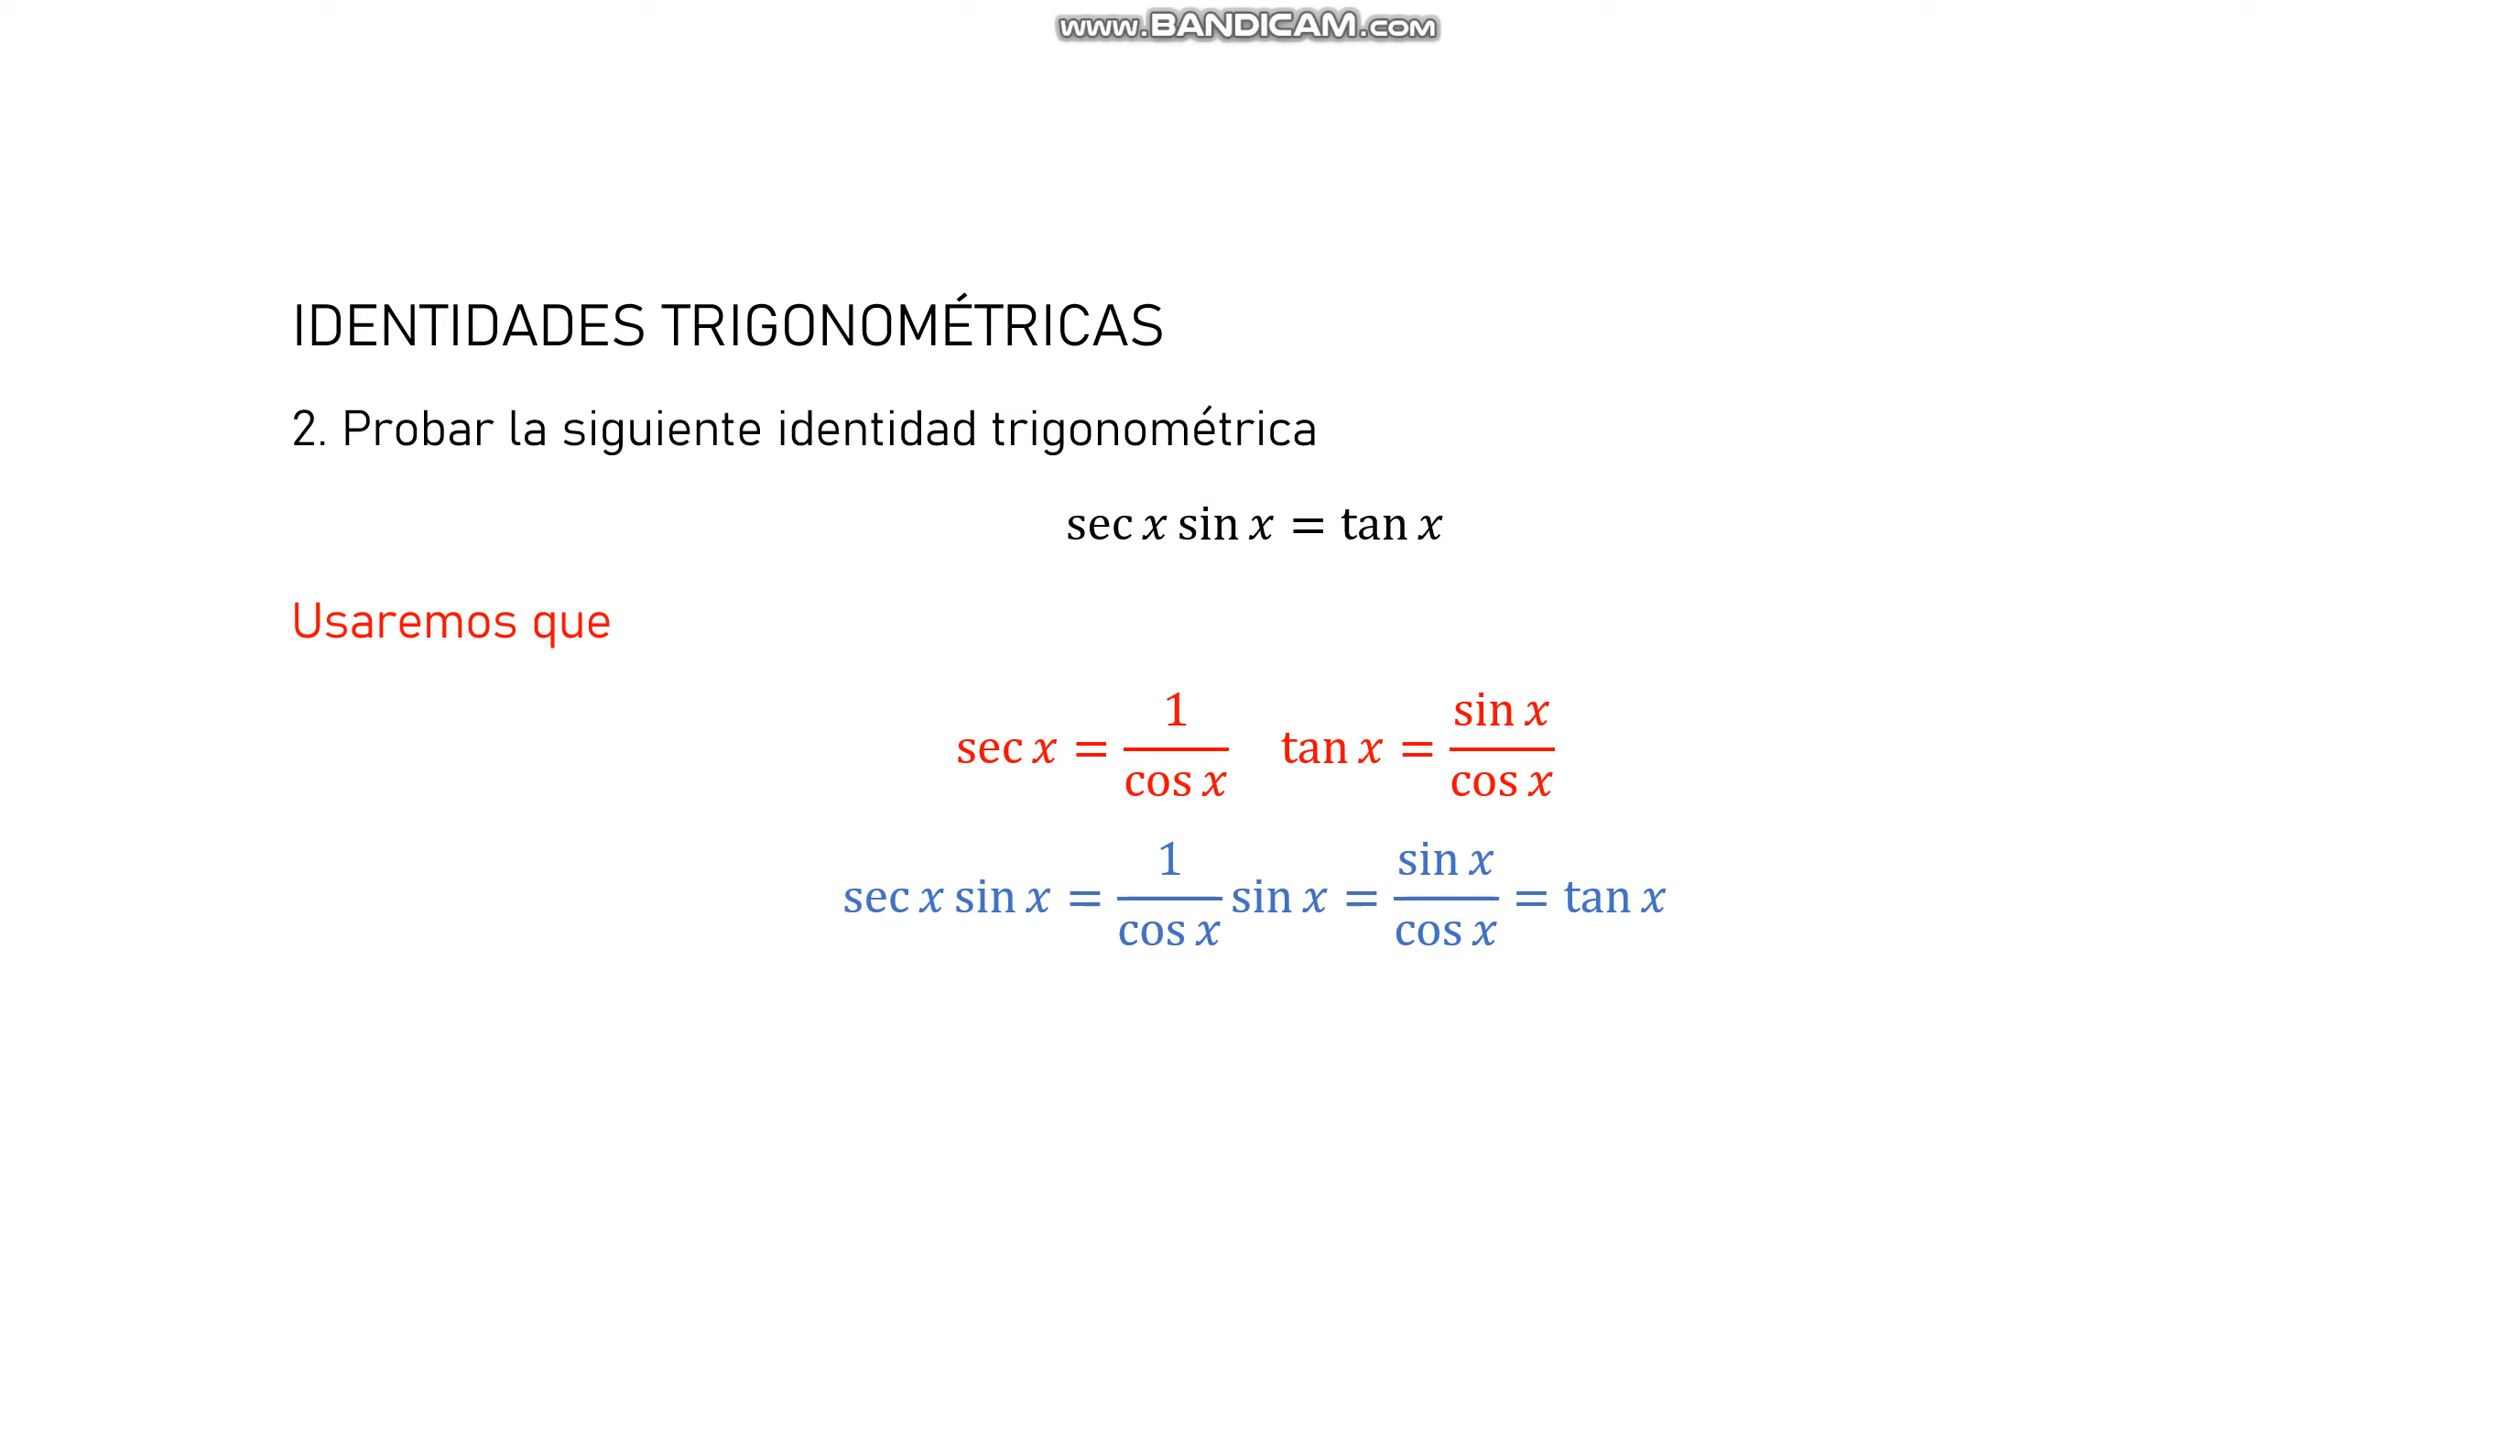 www.BANDICAM.com
IDENTIDADES TRIGONOMÉTRICAS
2. Probar la siguiente identidad trigonométrica
sec x sin x = tan x
Usaremos que
sec x = 1/cos x    tan x = sin x/cos x
sec x sin x = 1/cos x sin x = sin x/cos x = tan x